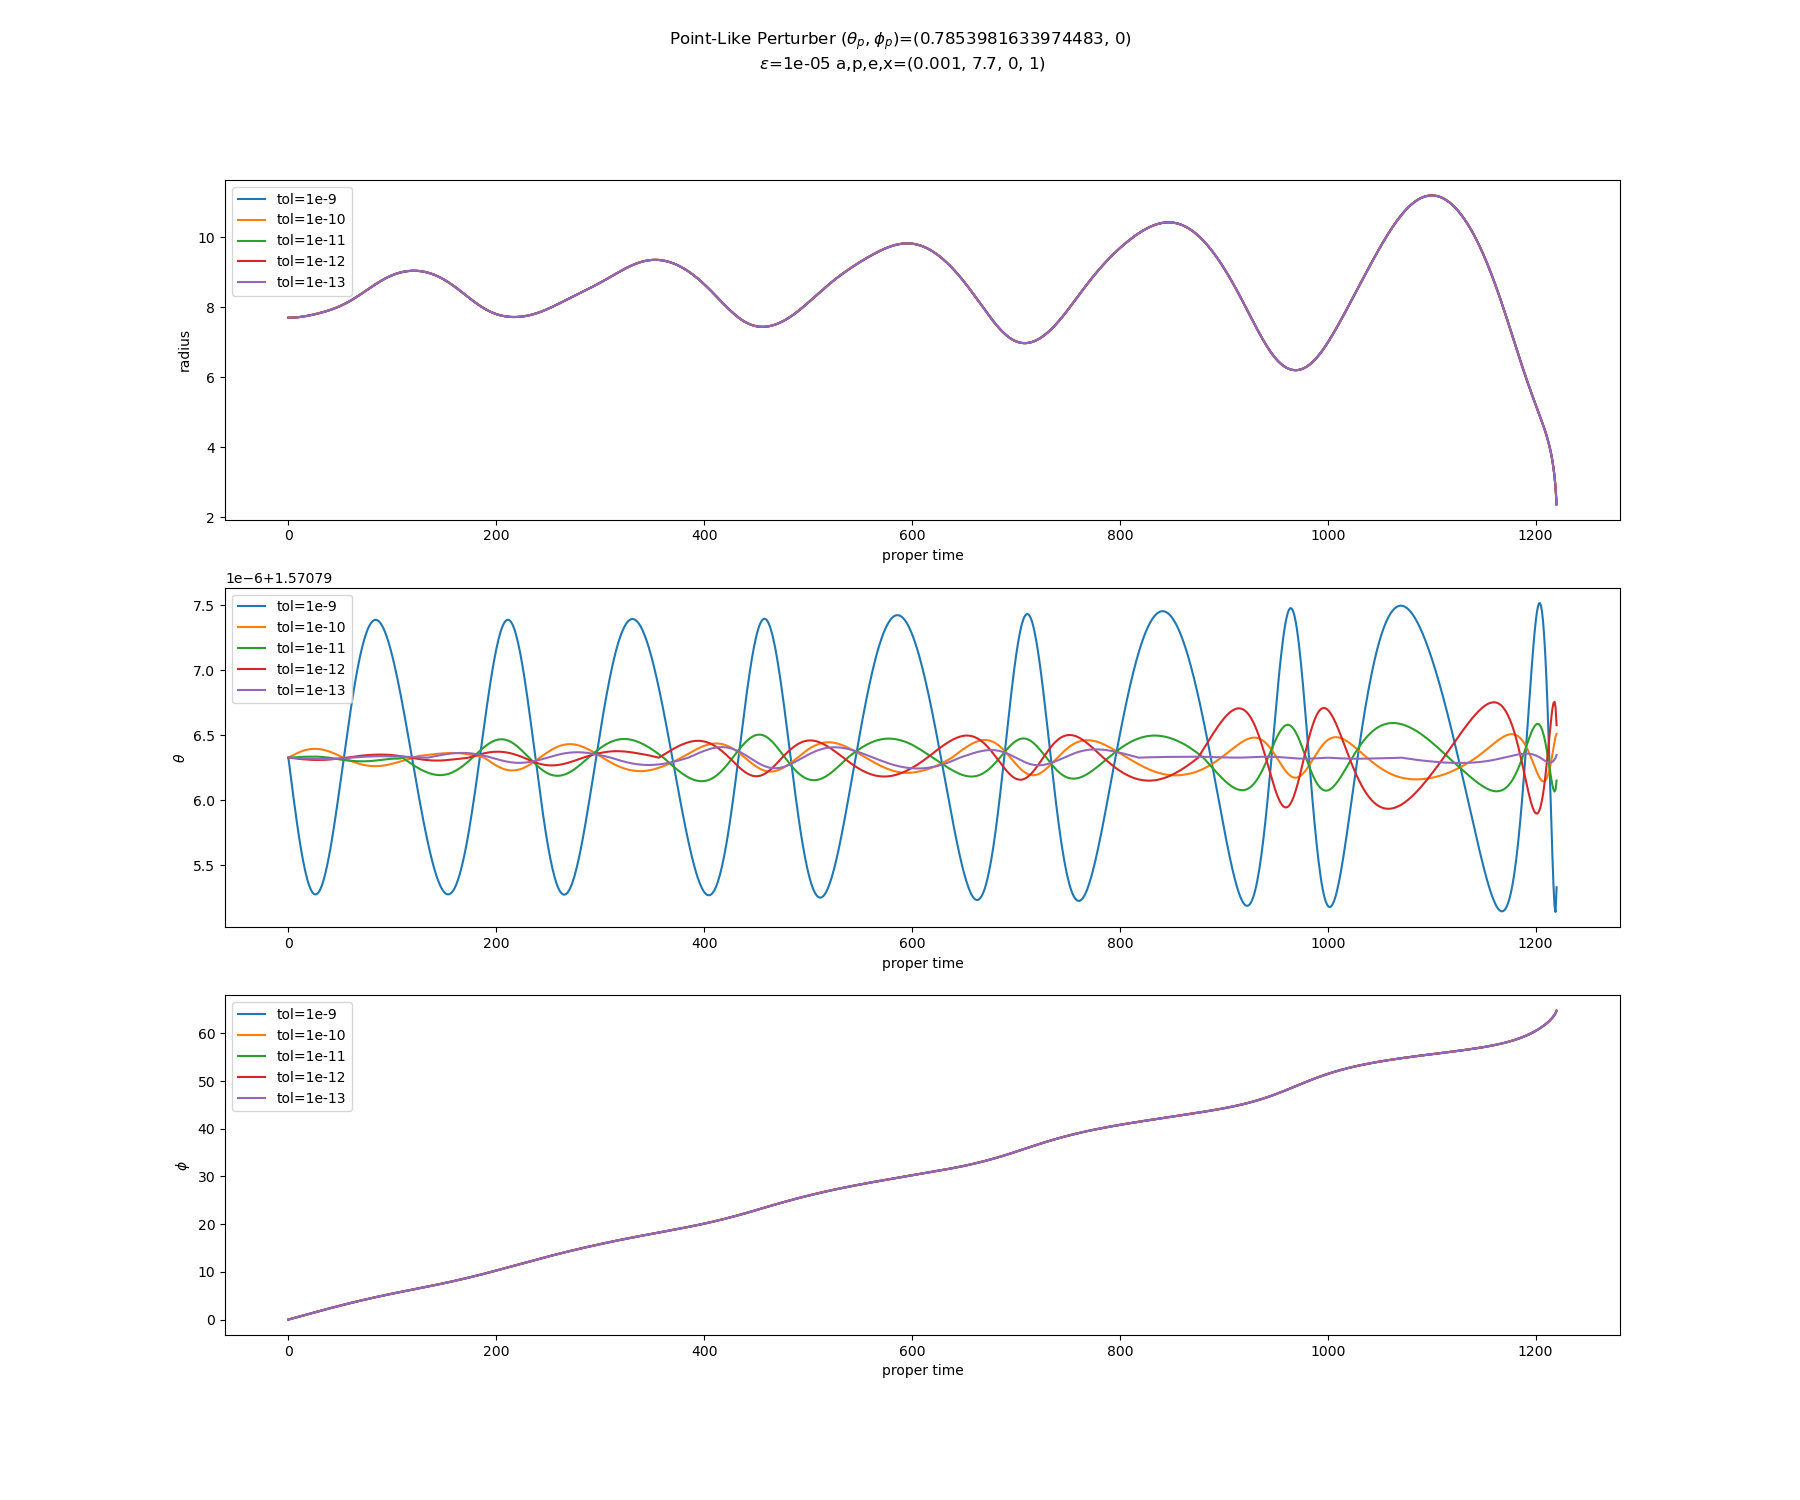 Point-Like Perturber (θₚ, ϕₚ)=(0.7853981633974483, 0)
ε=1e-05 a,p,e,x=(0.001, 7.7, 0, 1)
tol=1e-9
tol=1e-10
tol=1e-11
tol=1e-12
tol=1e-13
10
8
6
4
2
radius
0 200 400 600 800 1000 1200
proper time
1e−6+1.57079
tol=1e-9
tol=1e-10
tol=1e-11
tol=1e-12
tol=1e-13
7.5
7.0
6.5
6.0
5.5
θ
0 200 400 600 800 1000 1200
proper time
tol=1e-9
tol=1e-10
tol=1e-11
tol=1e-12
tol=1e-13
60
50
40
30
20
10
0
ϕ
0 200 400 600 800 1000 1200
proper time